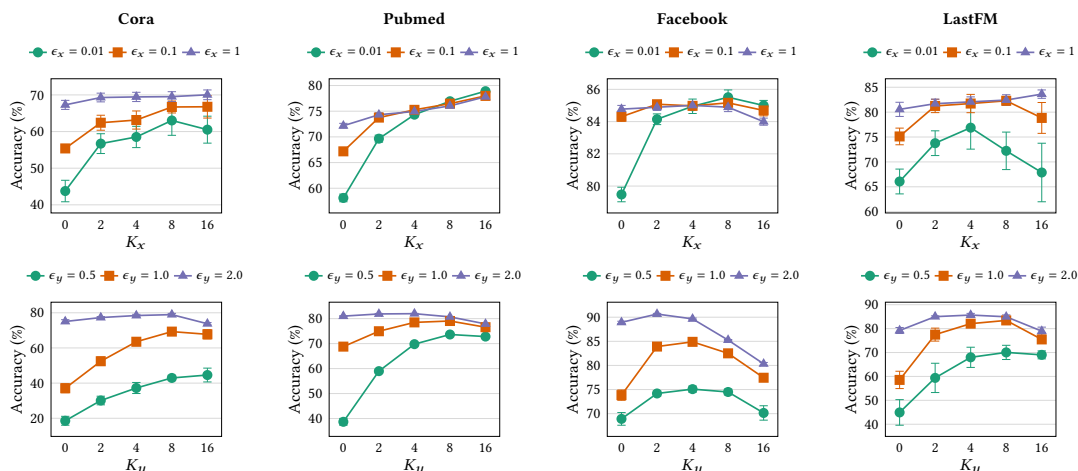 Cora
Pubmed
Facebook
LastFM
ϵx = 0.01 ϵx = 0.1 ϵx = 1
ϵx = 0.01 ϵx = 0.1 ϵx = 1
ϵx = 0.01 ϵx = 0.1 ϵx = 1
ϵx = 0.01 ϵx = 0.1 ϵx = 1
Accuracy (%)
70
60
50
40
0 2 4 8 16
Kx
Accuracy (%)
80
75
70
65
60
0 2 4 8 16
Kx
Accuracy (%)
86
84
82
80
0 2 4 8 16
Kx
Accuracy (%)
85
80
75
70
65
60
0 2 4 8 16
Kx
ϵy = 0.5 ϵy = 1.0 ϵy = 2.0
ϵy = 0.5 ϵy = 1.0 ϵy = 2.0
ϵy = 0.5 ϵy = 1.0 ϵy = 2.0
ϵy = 0.5 ϵy = 1.0 ϵy = 2.0
Accuracy (%)
80
60
40
20
0 2 4 8 16
Ky
Accuracy (%)
80
70
60
50
40
0 2 4 8 16
Ky
Accuracy (%)
90
85
80
75
70
0 2 4 8 16
Ky
Accuracy (%)
90
80
70
60
50
40
0 2 4 8 16
Ky